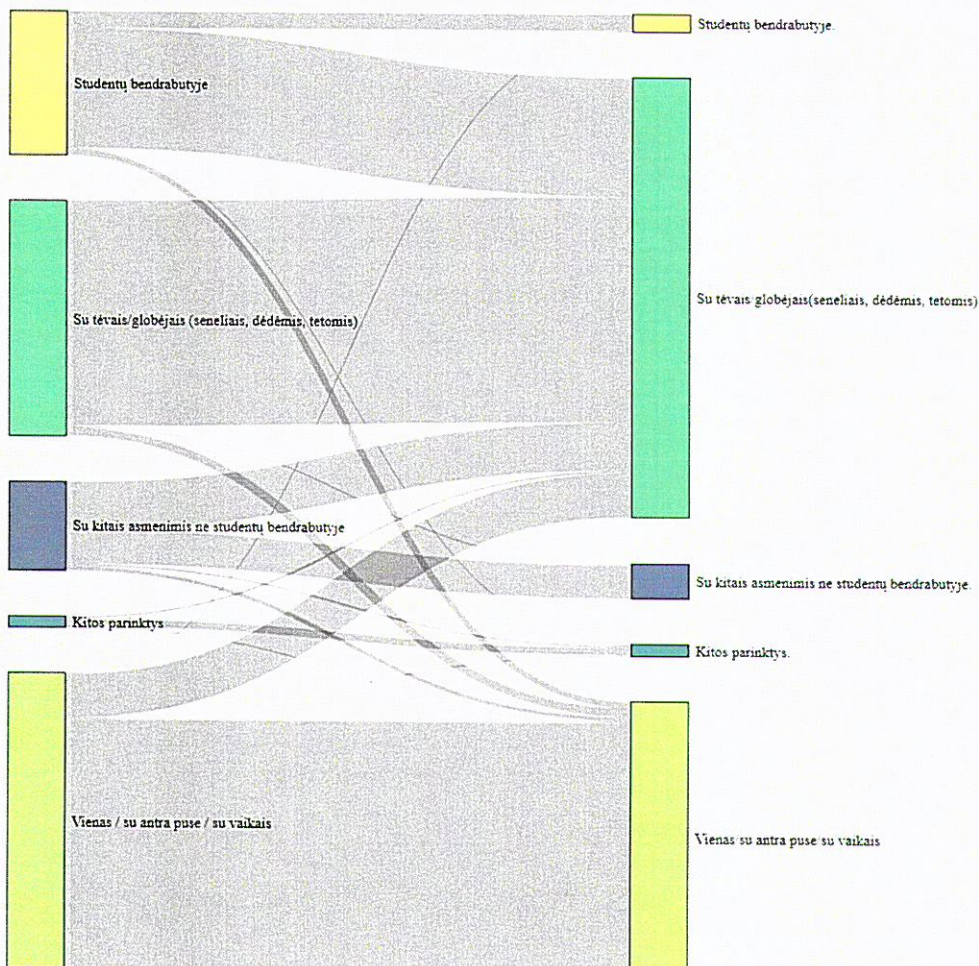 Studentų bendrabutyje.
Studentų bendrabutyje
Su tėvais/globėjais(seneliais, dėdėmis, tetomis)
Su tėvais/globėjais (seneliais, dėdėmis, tetomis)
Su kitais asmenimis ne studentų bendrabutyje
Su kitais asmenimis ne studentų bendrabutyje.
Kitos parinktys
Kitos parinktys.
Vienas / su antra puse / su vaikais
Vienas/su antra puse/su vaikais